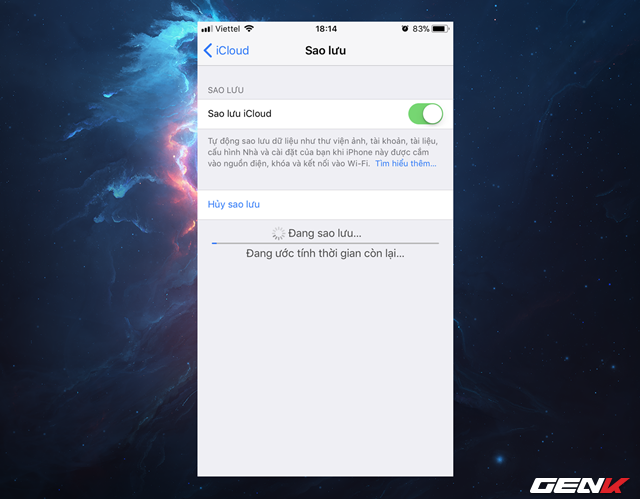 Viettel 18:14 83%
iCloud Sao lưu
SAO LƯU
Sao lưu iCloud
Tự động sao lưu dữ liệu như thư viện ảnh, tài khoản, tài liệu,
cấu hình Nhà và cài đặt của bạn khi iPhone này được cắm
vào nguồn điện, khóa và kết nối vào Wi-Fi. Tìm hiểu thêm...
Hủy sao lưu
Đang sao lưu...
Đang ước tính thời gian còn lại...
GENK